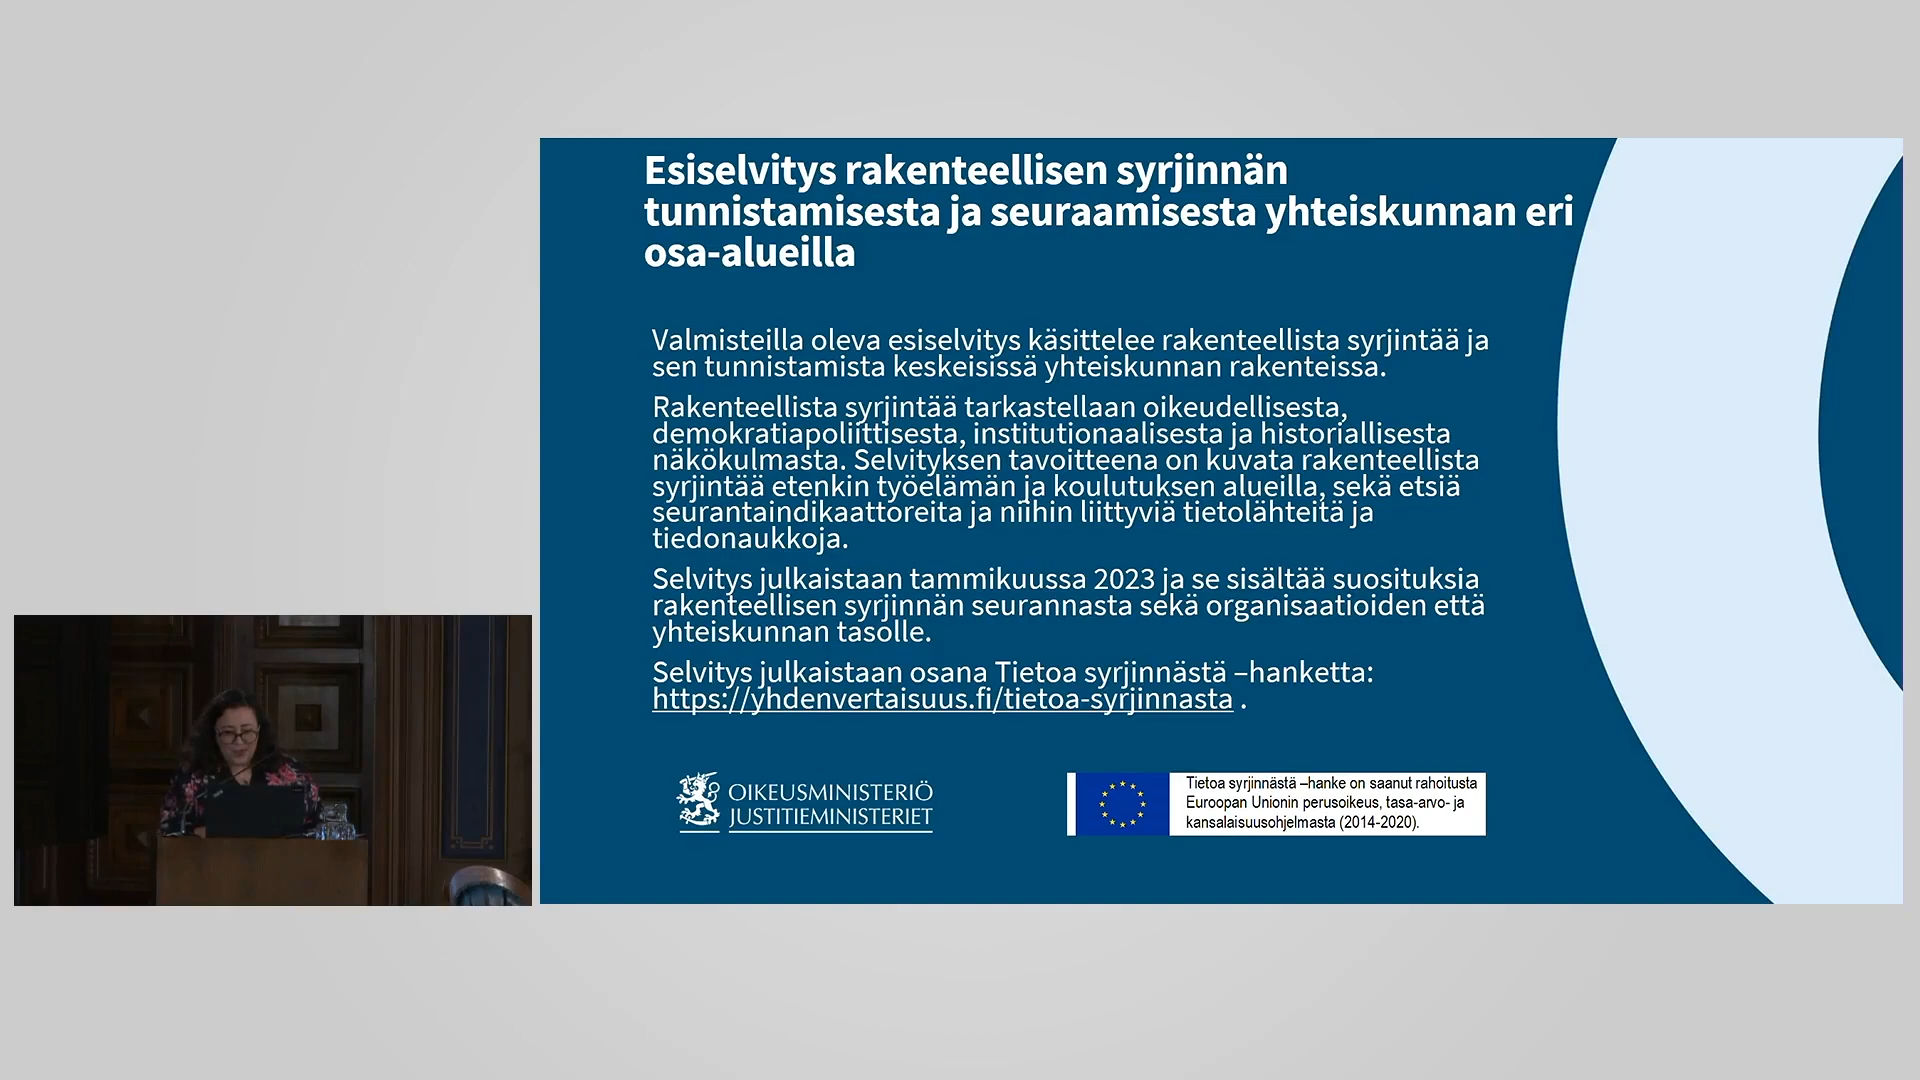 Esiselvitys rakenteellisen syrjinnän
tunnistamisesta ja seuraamisesta yhteiskunnan eri
osa-alueilla
Valmisteilla oleva esiselvitys käsittelee rakenteellista syrjintää ja
sen tunnistamista keskeisissä yhteiskunnan rakenteissa.
Rakenteellista syrjintää tarkastellaan oikeudellisesta,
demokratiapoliittisesta, institutionaalisesta ja historiallisesta
näkökulmasta. Selvityksen tavoitteena on kuvata rakenteellista
syrjintää etenkin työelämän ja koulutuksen alueilla, sekä etsiä
seurantaindikaattoreita ja niihin liittyviä tietolähteitä ja
tiedonaukkoja.
Selvitys julkaistaan tammikuussa 2023 ja se sisältää suosituksia
rakenteellisen syrjinnän seurannasta sekä organisaatioiden että
yhteiskunnan tasolle.
Selvitys julkaistaan osana Tietoa syrjinnästä –hanketta:
https://yhdenvertaisuus.fi/tietoa-syrjinnasta .
OIKEUSMINISTERIÖ
JUSTITIEMINISTERIET
Tietoa syrjinnästä –hanke on saanut rahoitusta
Euroopan Unionin perusoikeus, tasa-arvo- ja
kansalaisuusohjelmasta (2014-2020).